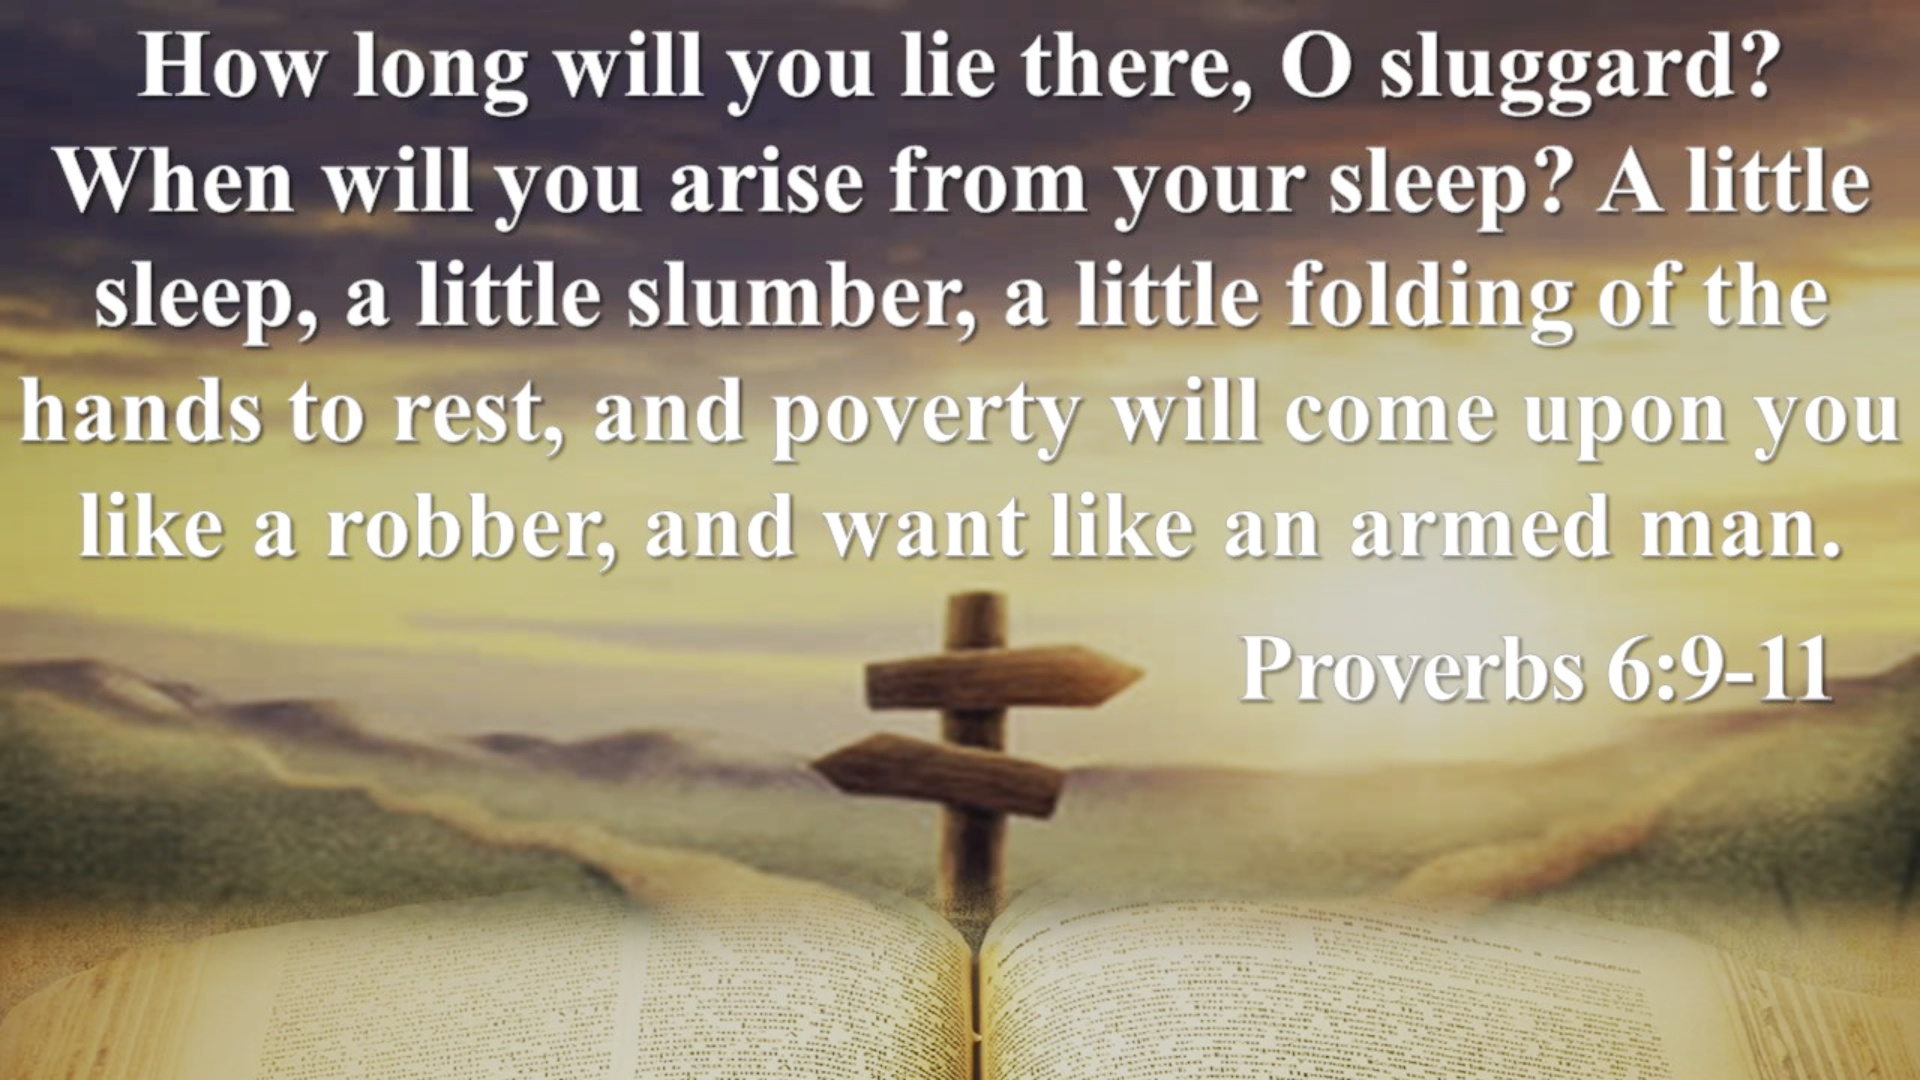 How long will you lie there, O sluggard?
When will you arise from your sleep? A little
sleep, a little slumber, a little folding of the
hands to rest, and poverty will come upon you
like a robber, and want like an armed man.
Proverbs 6:9-11